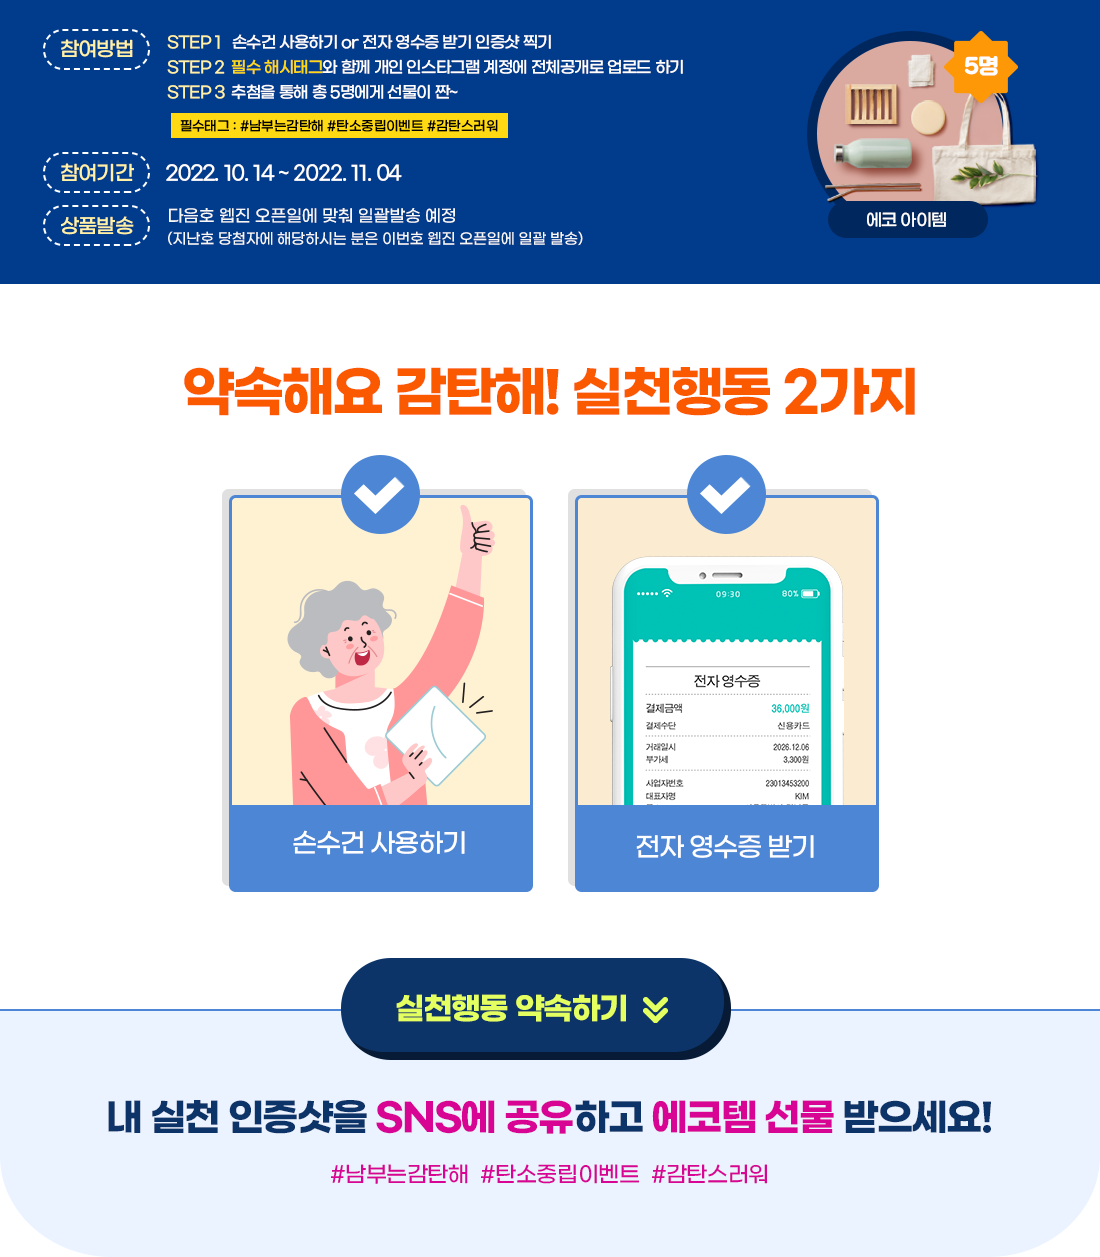 참여방법
STEP 1 손수건 사용하기 or 전자 영수증 받기 인증샷 찍기
STEP 2 필수 해시태그와 함께 개인 인스타그램 계정에 전체공개로 업로드 하기
STEP 3 추첨을 통해 총 5명에게 선물이 짠~
필수태그 : #남부는감탄해 #탄소중립이벤트 #감탄스러워
5명
에코 아이템
참여기간
2022. 10. 14 ~ 2022. 11. 04
상품발송
다음호 웹진 오픈일에 맞춰 일괄발송 예정
(지난호 당첨자에 해당하시는 분은 이번호 웹진 오픈일에 일괄 발송)
약속해요 감탄해! 실천행동 2가지
손수건 사용하기
09:30 80%
전자 영수증
결제금액 36,000원
결제수단 신용카드
거래일시 2026.12.06
부가세 3,300원
사업자번호 23013453200
대표자명 KIM
전자 영수증 받기
실천행동 약속하기
내 실천 인증샷을 SNS에 공유하고 에코템 선물 받으세요!
#남부는감탄해 #탄소중립이벤트 #감탄스러워